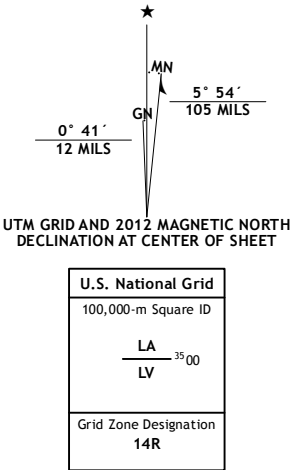 ★
MN
GN
5° 54´
105 MILS
0° 41´
12 MILS
UTM GRID AND 2012 MAGNETIC NORTH
DECLINATION AT CENTER OF SHEET
U.S. National Grid
100,000-m Square ID
LA
3500
LV
Grid Zone Designation
14R